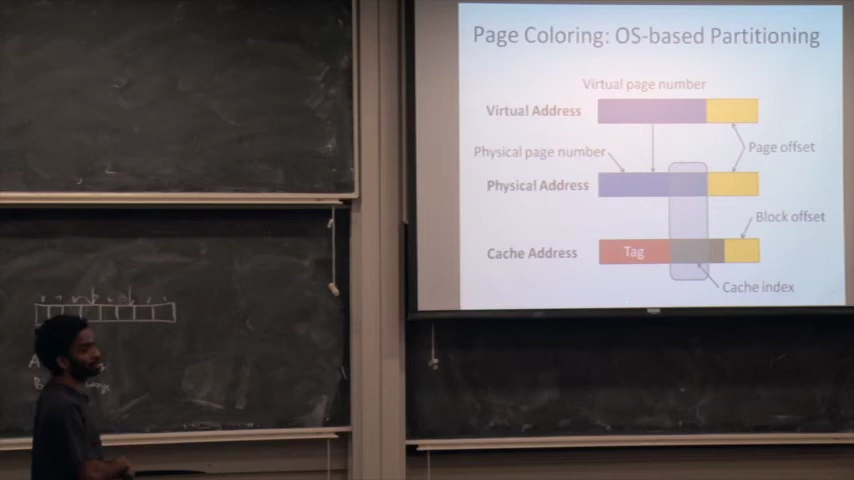 Page Coloring: OS-based Partitioning
Virtual page number
Virtual Address
Physical page number
Page offset
Physical Address
Block offset
Cache Address
Tag
Cache index